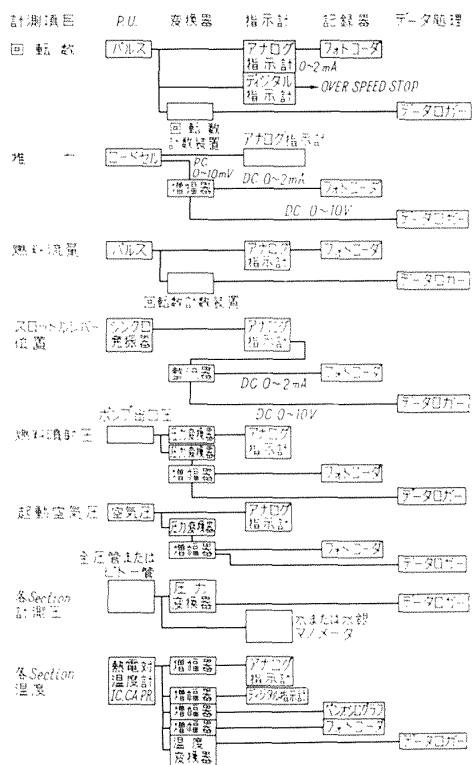 計測項目 P.U. 変換器 指示計 記録器 データ処理
回転数 パルス アナログ指示計 フォトコーダ
0~2mA
ディジタル指示計 OVER SPEED STOP
回転数計数装置 データロガー
推力 ロードセル アナログ指示計
0~10mV
増幅器 DC 0~2mA フォトコーダ
DC 0~10V データロガー
燃料流量 パルス アナログ指示計 フォトコーダ
回転数計数装置 データロガー
スロットルレバー位置 シンクロ発振器 アナログ指示計
整流器 フォトコーダ
DC 0~2mA
DC 0~10V データロガー
ポンプ出口圧
燃料噴射圧 圧力変換器 アナログ指示計
圧力変換器
増幅器 フォトコーダ
データロガー
起動空気圧 空気圧 アナログ指示計
圧力変換器
増幅器 フォトコーダ
データロガー
全圧管またはピトー管
各Section計測圧 圧力変換器 データロガー
水または水銀マノメータ
各Section温度 熱電対温度計IC.CA.PR. 増幅器 アナログ指示計
増幅器 ディジタル指示計
増幅器 ペンオシログラフ
増幅器 フォトコーダ
温度変換器 データロガー